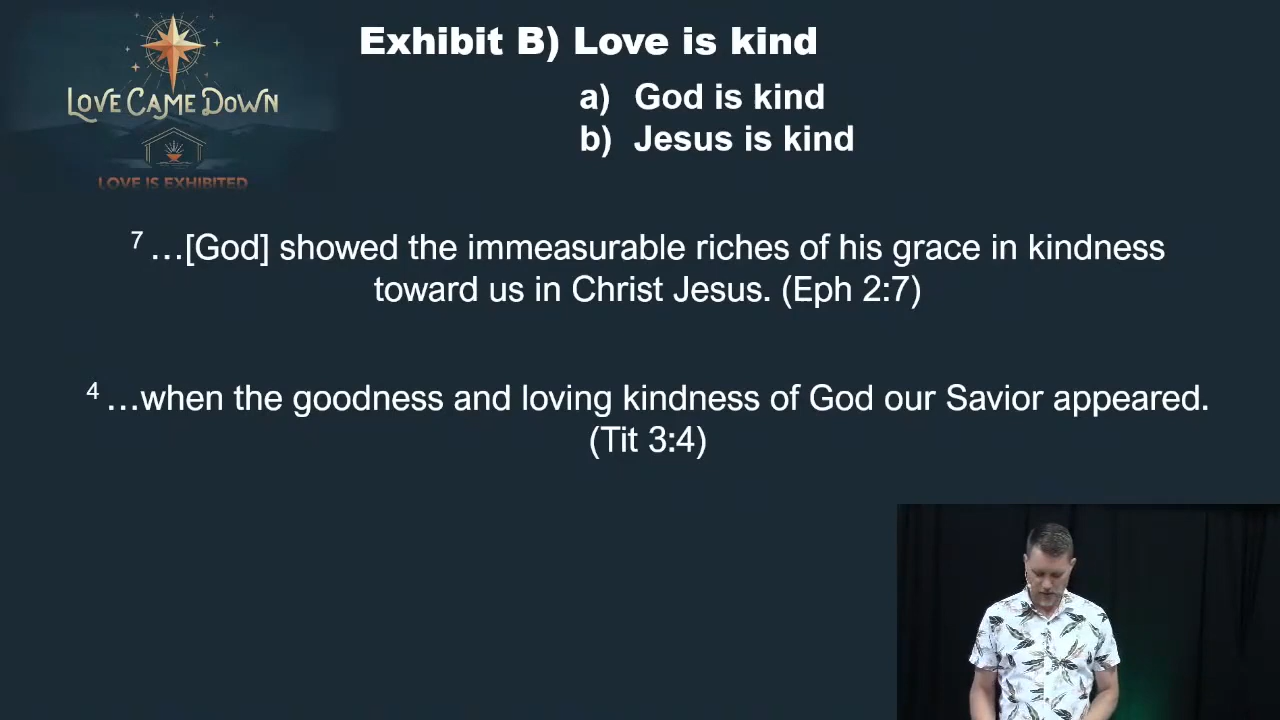 LOVE CAME DOWN
LOVE IS EXHIBITED
Exhibit B) Love is kind
a) God is kind
b) Jesus is kind
7 …[God] showed the immeasurable riches of his grace in kindness
toward us in Christ Jesus. (Eph 2:7)
4 …when the goodness and loving kindness of God our Savior appeared.
(Tit 3:4)